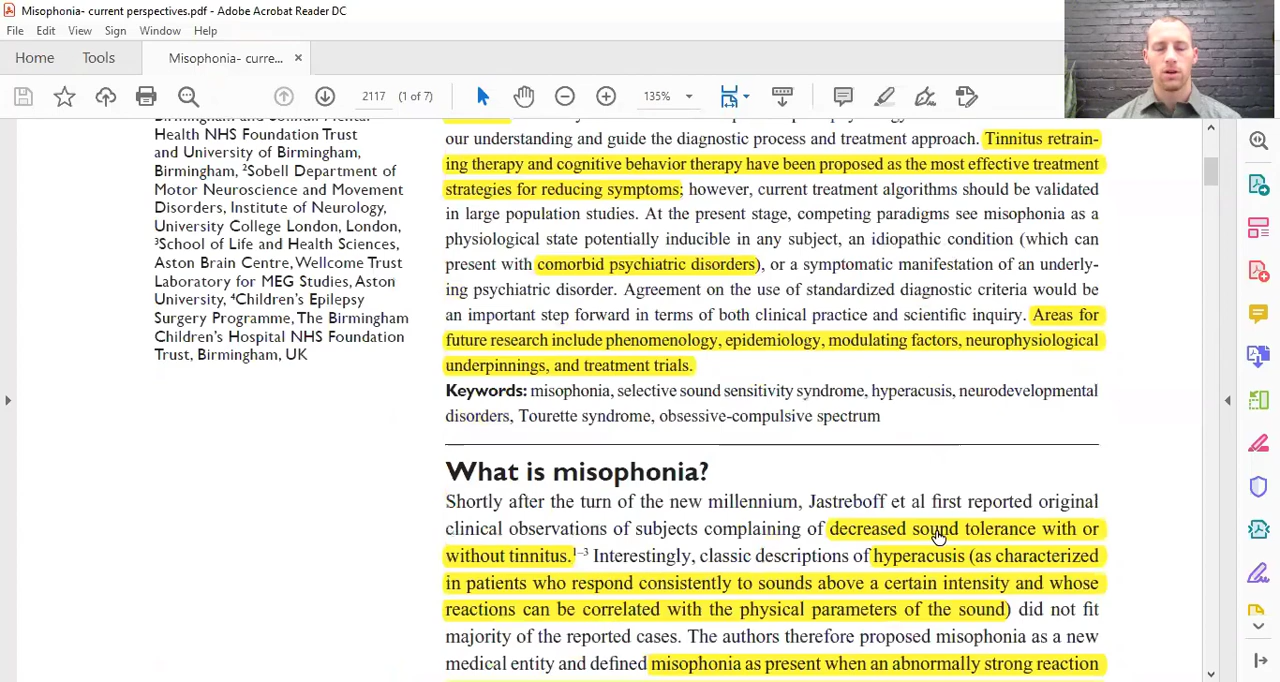 Misophonia- current perspectives.pdf - Adobe Acrobat Reader DC
File Edit View Sign Window Help
Home Tools Misophonia- curre... ×
2117 (1 of 7) 135%
Health NHS Foundation Trust
and University of Birmingham,
Birmingham, ²Sobell Department of
Motor Neuroscience and Movement
Disorders, Institute of Neurology,
University College London, London,
³School of Life and Health Sciences,
Aston Brain Centre, Wellcome Trust
Laboratory for MEG Studies, Aston
University, ⁴Children's Epilepsy
Surgery Programme, The Birmingham
Children's Hospital NHS Foundation
Trust, Birmingham, UK
our understanding and guide the diagnostic process and treatment approach. Tinnitus retrain-
ing therapy and cognitive behavior therapy have been proposed as the most effective treatment
strategies for reducing symptoms; however, current treatment algorithms should be validated
in large population studies. At the present stage, competing paradigms see misophonia as a
physiological state potentially inducible in any subject, an idiopathic condition (which can
present with comorbid psychiatric disorders), or a symptomatic manifestation of an underly-
ing psychiatric disorder. Agreement on the use of standardized diagnostic criteria would be
an important step forward in terms of both clinical practice and scientific inquiry. Areas for
future research include phenomenology, epidemiology, modulating factors, neurophysiological
underpinnings, and treatment trials.
Keywords: misophonia, selective sound sensitivity syndrome, hyperacusis, neurodevelopmental
disorders, Tourette syndrome, obsessive-compulsive spectrum
What is misophonia?
Shortly after the turn of the new millennium, Jastreboff et al first reported original
clinical observations of subjects complaining of decreased sound tolerance with or
without tinnitus.¹⁻³ Interestingly, classic descriptions of hyperacusis (as characterized
in patients who respond consistently to sounds above a certain intensity and whose
reactions can be correlated with the physical parameters of the sound) did not fit
majority of the reported cases. The authors therefore proposed misophonia as a new
medical entity and defined misophonia as present when an abnormally strong reaction